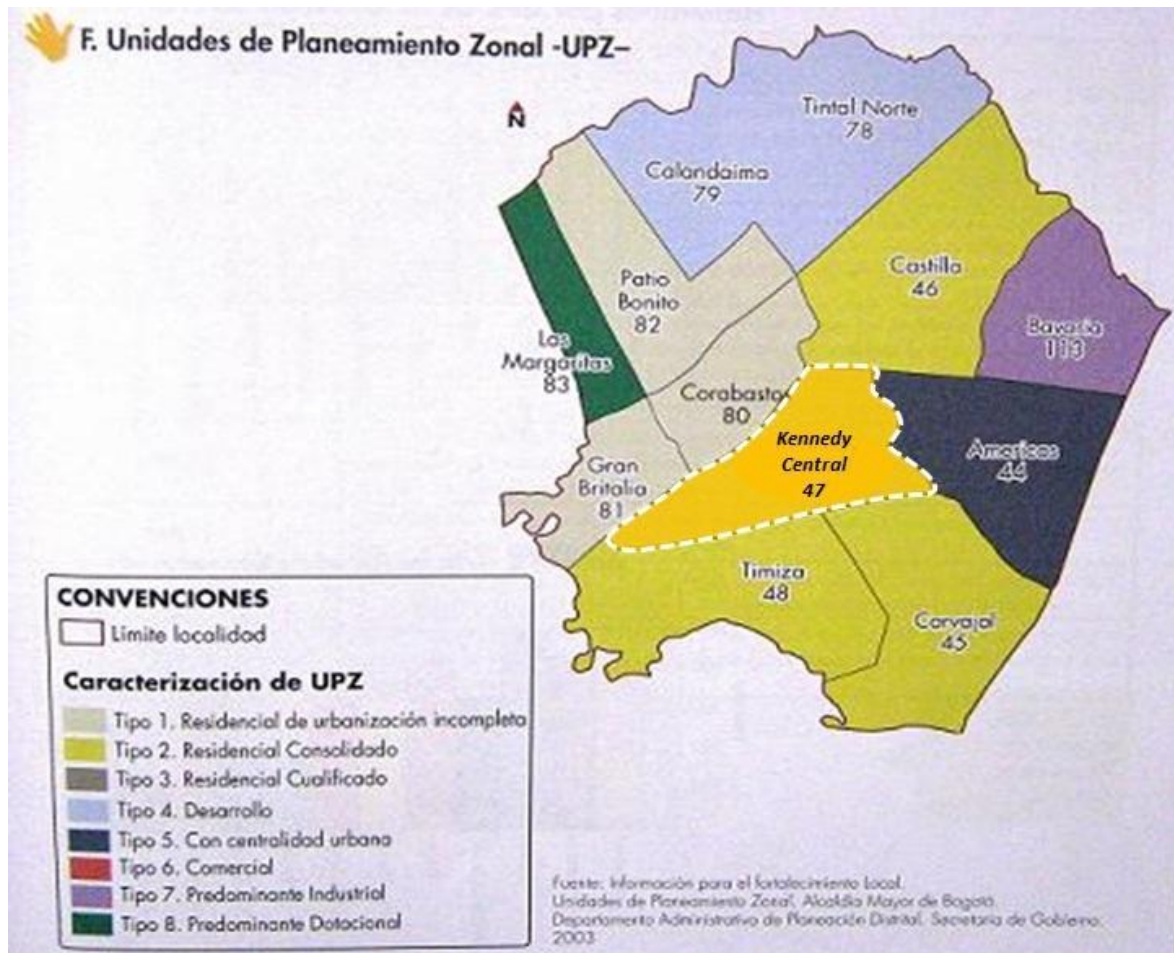 F. Unidades de Planeamiento Zonal -UPZ-
N
Tintal Norte
78
Calandaima
79
Castilla
46
Patio
Bonito
82
Bavaria
113
Las
Margaritas
83
Corabasto
80
Kennedy
Central
47
Americas
44
Gran
Britalia
81
Timiza
48
Carvajal
45
CONVENCIONES
Límite localidad
Caracterización de UPZ
Tipo 1. Residencial de urbanización incompleta
Tipo 2. Residencial Consolidado
Tipo 3. Residencial Cualificado
Tipo 4. Desarrollo
Tipo 5. Con centralidad urbana
Tipo 6. Comercial
Tipo 7. Predominante Industrial
Tipo 8. Predominante Dotacional
Fuente: Información para el fortalecimiento Local.
Unidades de Planeamiento Zonal. Alcaldía Mayor de Bogotá.
Departamento Administrativo de Planeación Distrital. Secretaria de Gobierno.
2003